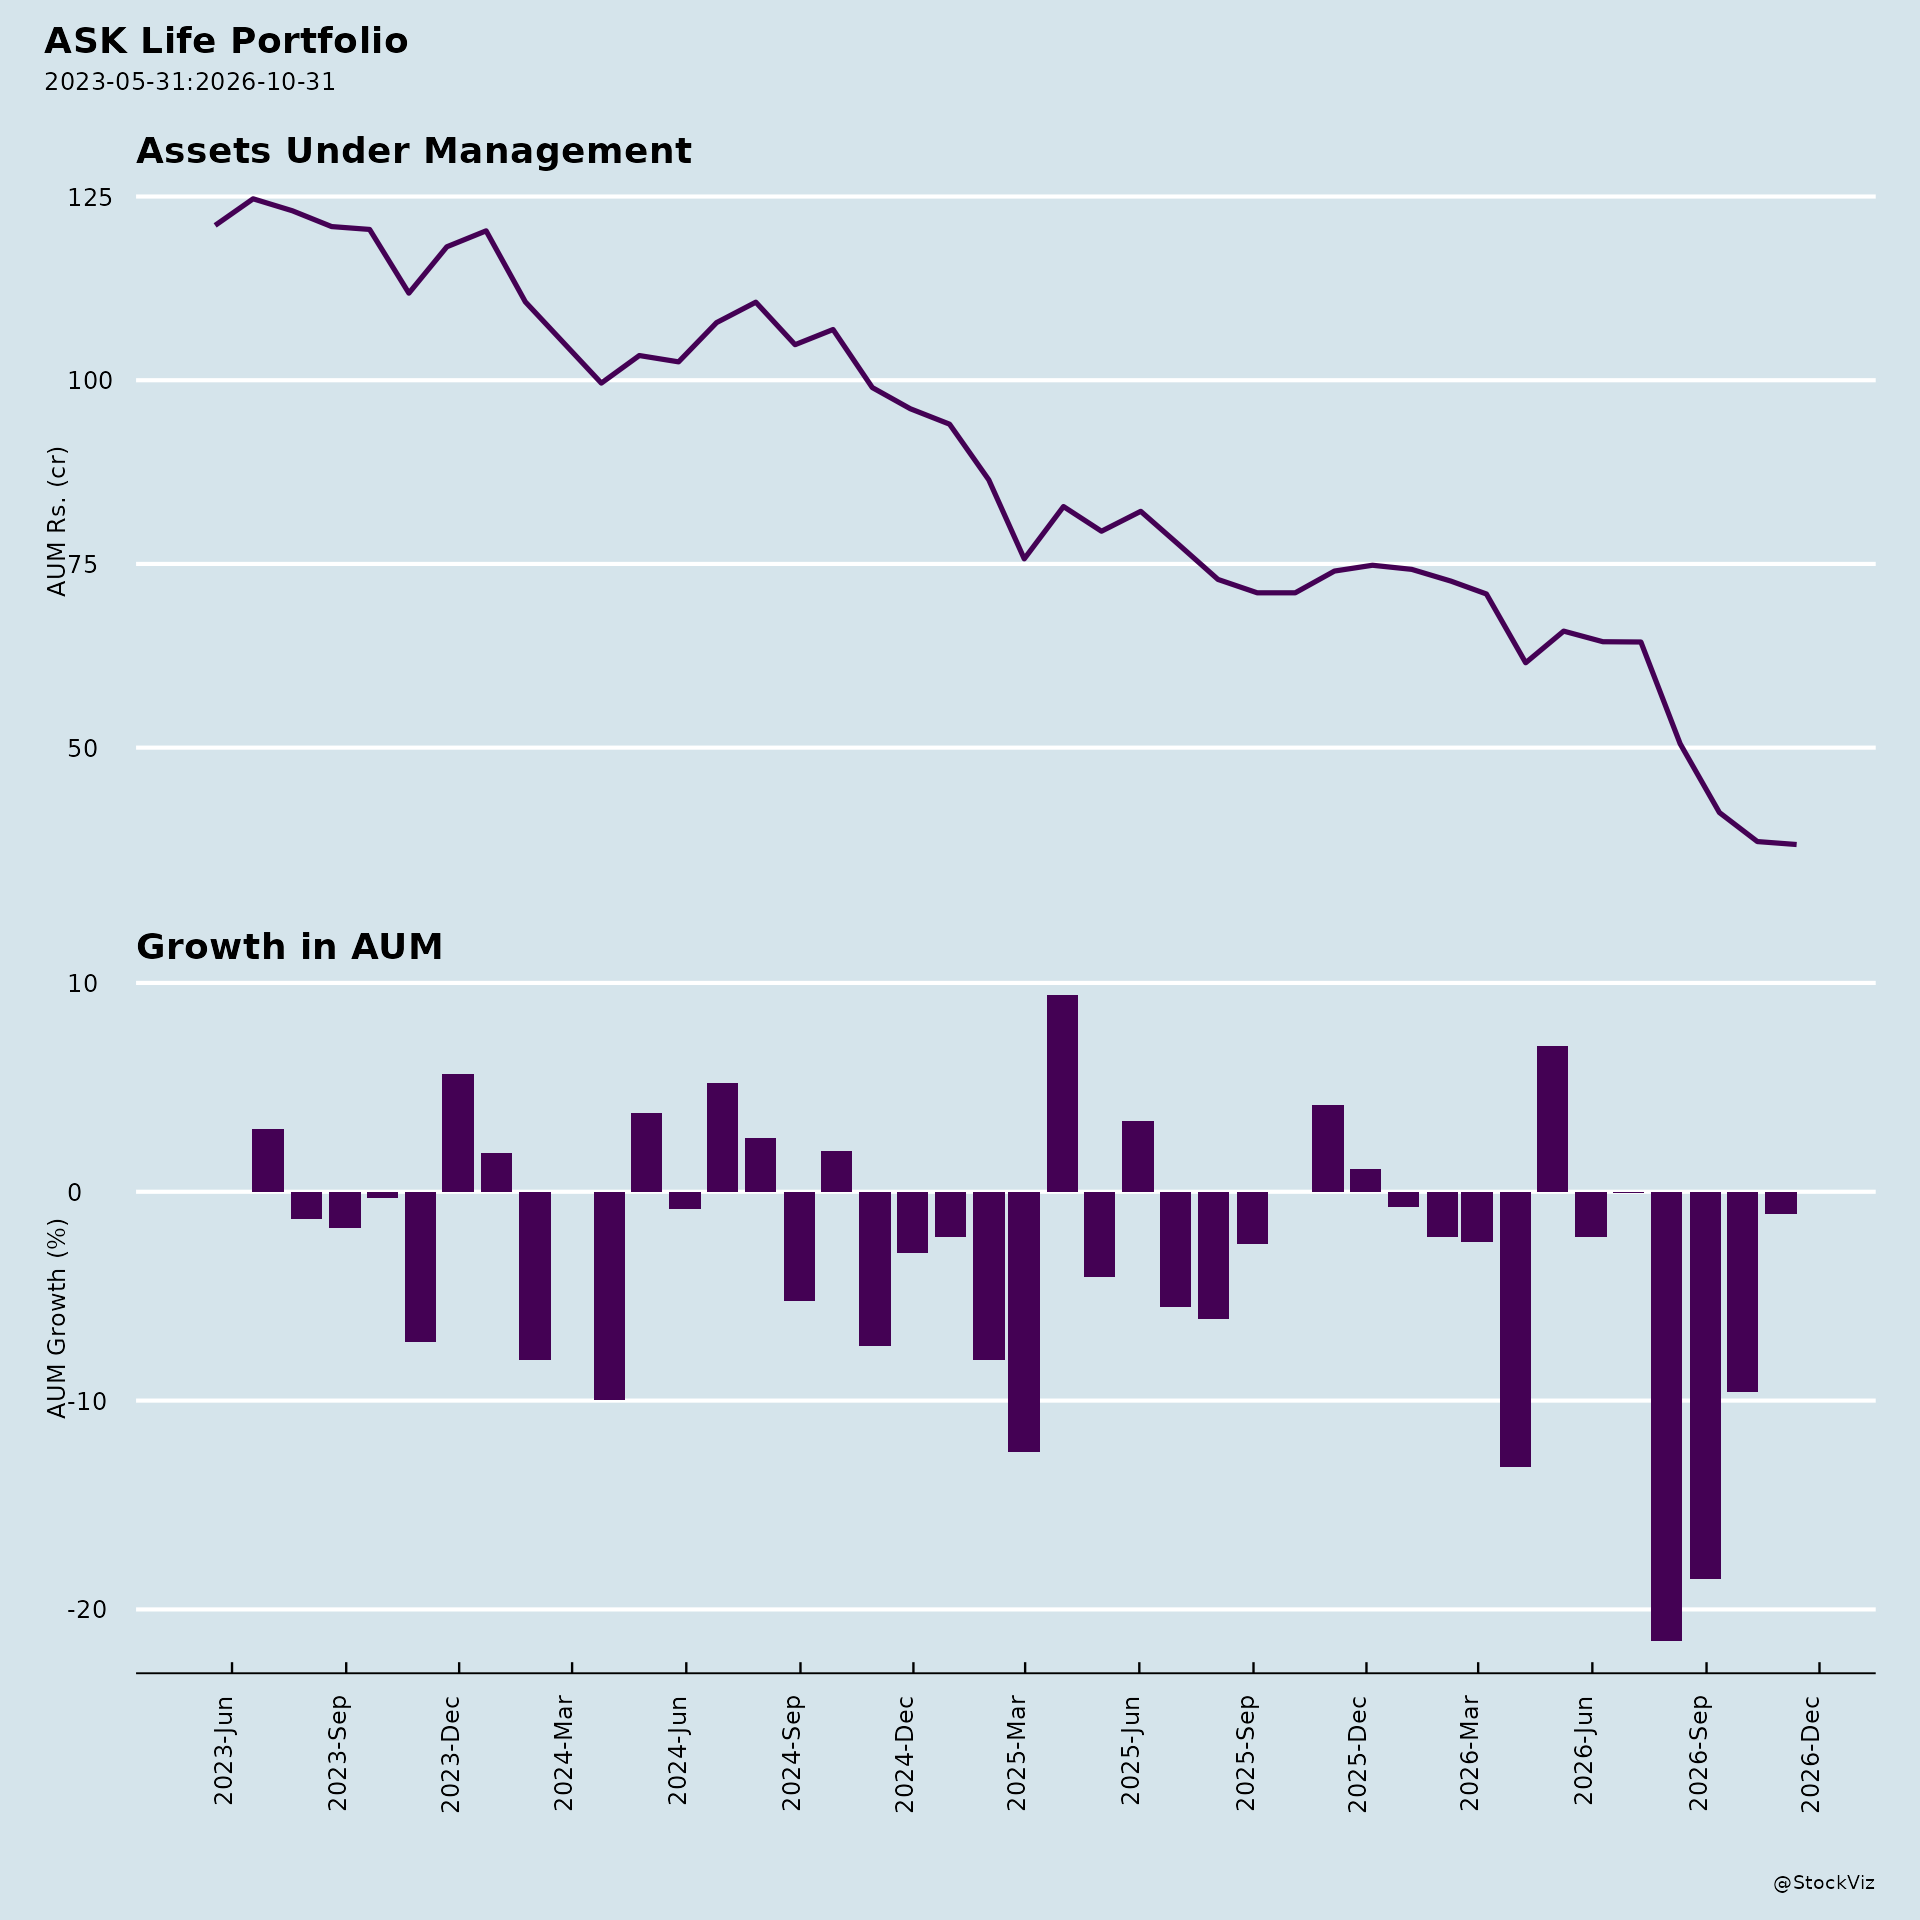 ASK Life Portfolio
2023-05-31:2026-10-31
Assets Under Management
125
100
75
50
AUM Rs. (cr)
Growth in AUM
10
0
-10
-20
AUM Growth (%)
2023-Jun
2023-Sep
2023-Dec
2024-Mar
2024-Jun
2024-Sep
2024-Dec
2025-Mar
2025-Jun
2025-Sep
2025-Dec
2026-Mar
2026-Jun
2026-Sep
2026-Dec
@StockViz